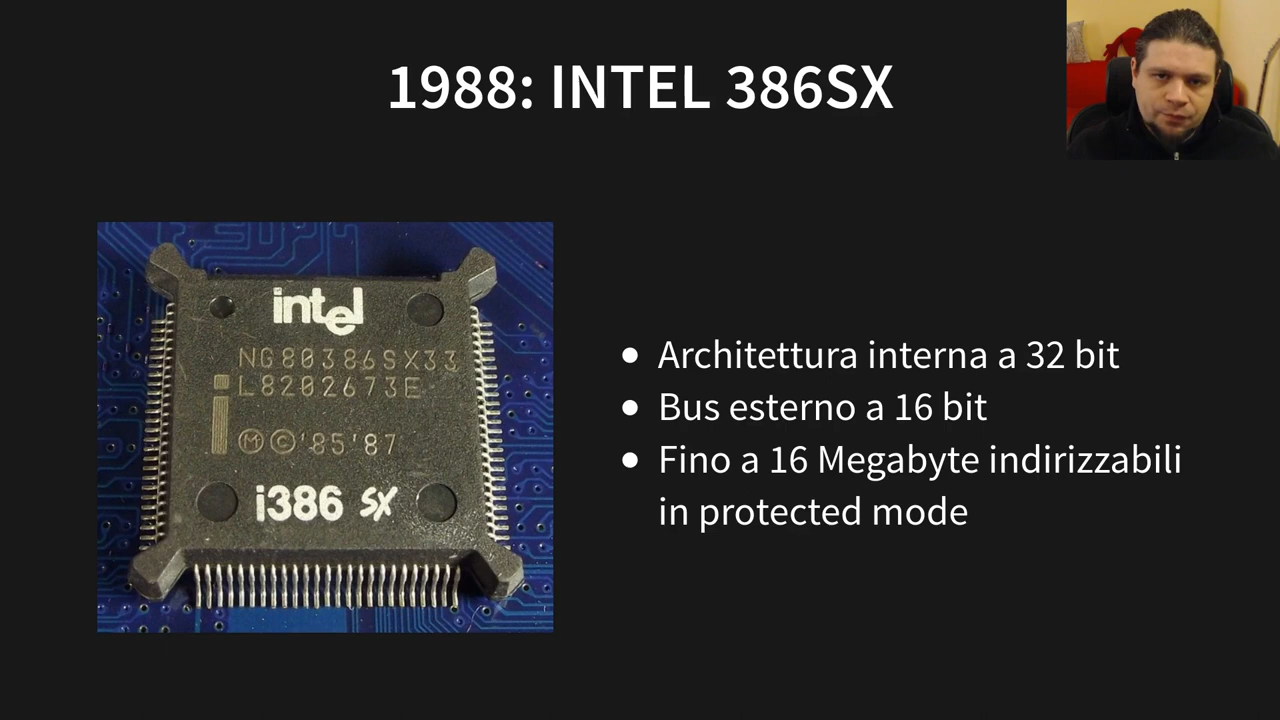 1988: INTEL 386SX
intel
NG80386SX33
L8202673E
i
Ⓜ©'85'87
i386 SX
• Architettura interna a 32 bit
• Bus esterno a 16 bit
• Fino a 16 Megabyte indirizzabili
in protected mode